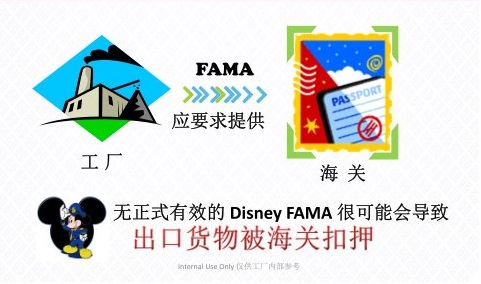 FAMA
应要求提供
PASSPORT
工厂
海 关
无正式有效的 Disney FAMA 很可能会导致
出口货物被海关扣押
Internal Use Only 仅供工厂内部参考